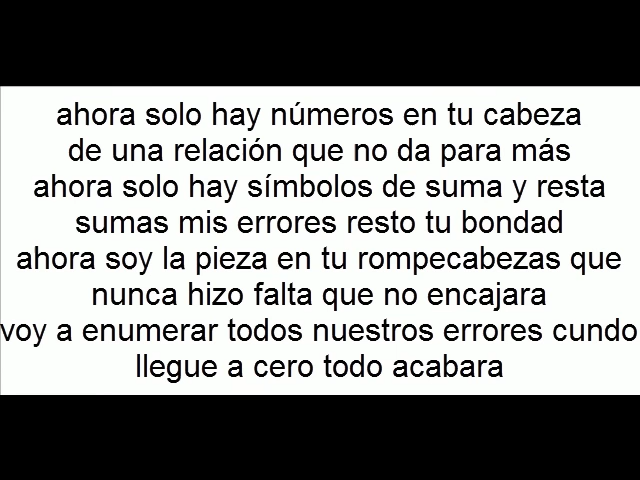 ahora solo hay números en tu cabeza
de una relación que no da para más
ahora solo hay símbolos de suma y resta
sumas mis errores resto tu bondad
ahora soy la pieza en tu rompecabezas que
nunca hizo falta que no encajara
voy a enumerar todos nuestros errores cundo
llegue a cero todo acabara